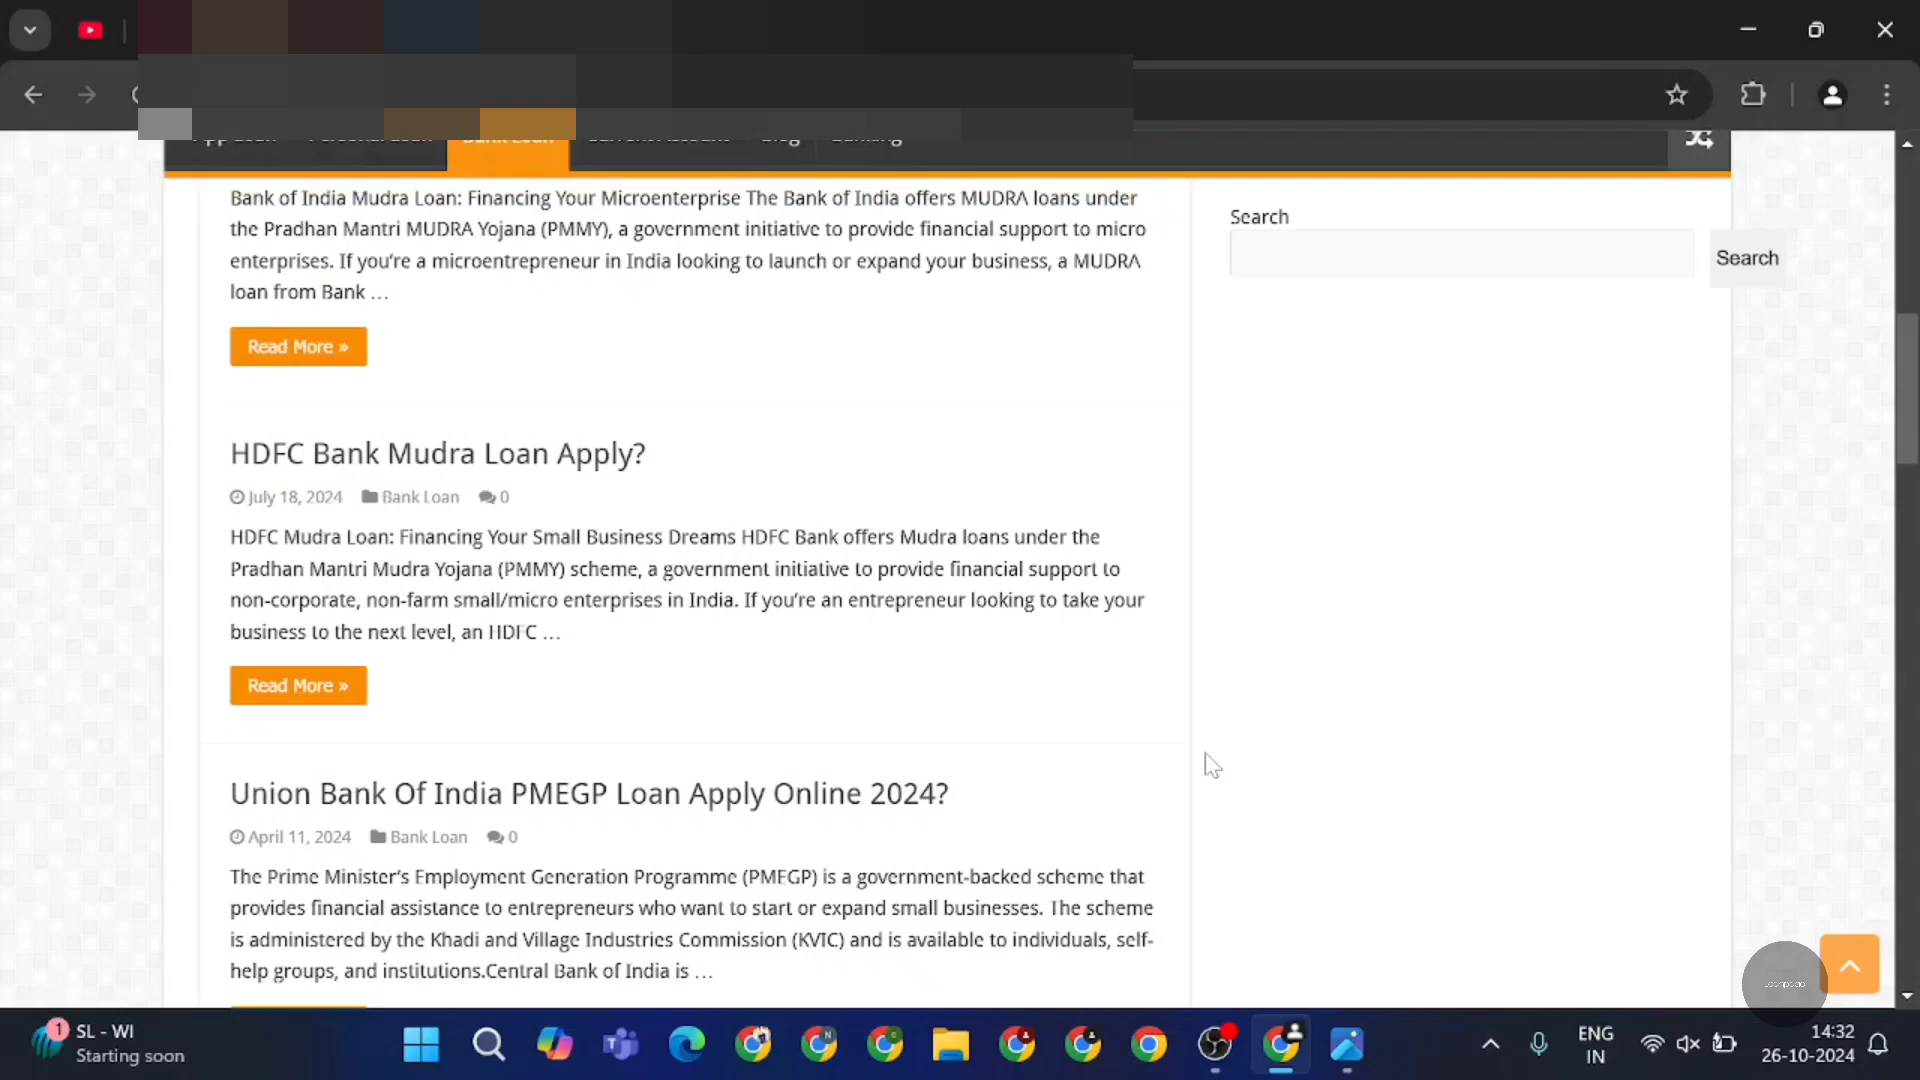 Bank of India Mudra Loan: Financing Your Microenterprise The Bank of India offers MUDRA loans under
the Pradhan Mantri MUDRA Yojana (PMMY), a government initiative to provide financial support to micro
enterprises. If you're a microentrepreneur in India looking to launch or expand your business, a MUDRA
loan from Bank …
Read More »
Search
Search
HDFC Bank Mudra Loan Apply?
July 18, 2024 Bank Loan 0
HDFC Mudra Loan: Financing Your Small Business Dreams HDFC Bank offers Mudra loans under the
Pradhan Mantri Mudra Yojana (PMMY) scheme, a government initiative to provide financial support to
non-corporate, non-farm small/micro enterprises in India. If you're an entrepreneur looking to take your
business to the next level, an HDFC …
Read More »
Union Bank Of India PMEGP Loan Apply Online 2024?
April 11, 2024 Bank Loan 0
The Prime Minister's Employment Generation Programme (PMEGP) is a government-backed scheme that
provides financial assistance to entrepreneurs who want to start or expand small businesses. The scheme
is administered by the Khadi and Village Industries Commission (KVIC) and is available to individuals, self-
help groups, and institutions.Central Bank of India is …
1 SL - WI
Starting soon
ENG
IN
14:32
26-10-2024